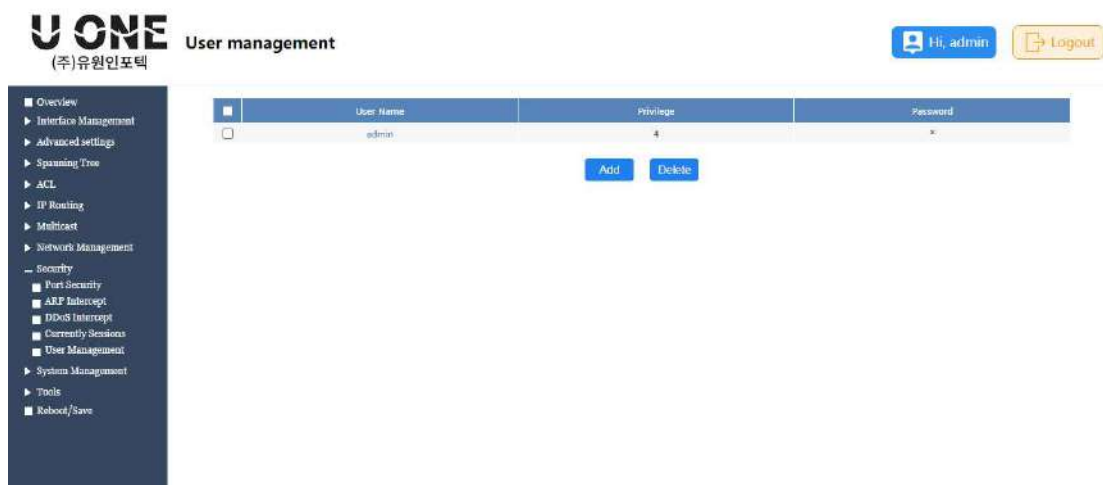 U ONE
(주)유원인포텍
User management
Hi, admin
Logout
Overview
Interface Management
Advanced settings
Spanning Tree
ACL
IP Routing
Multicast
Network Management
Security
Port Security
ARP Intercept
DDoS Intercept
Currently Sessions
User Management
System Management
Tools
Reboot/Save
User Name Privilege Password
admin 4 *
Add Delete